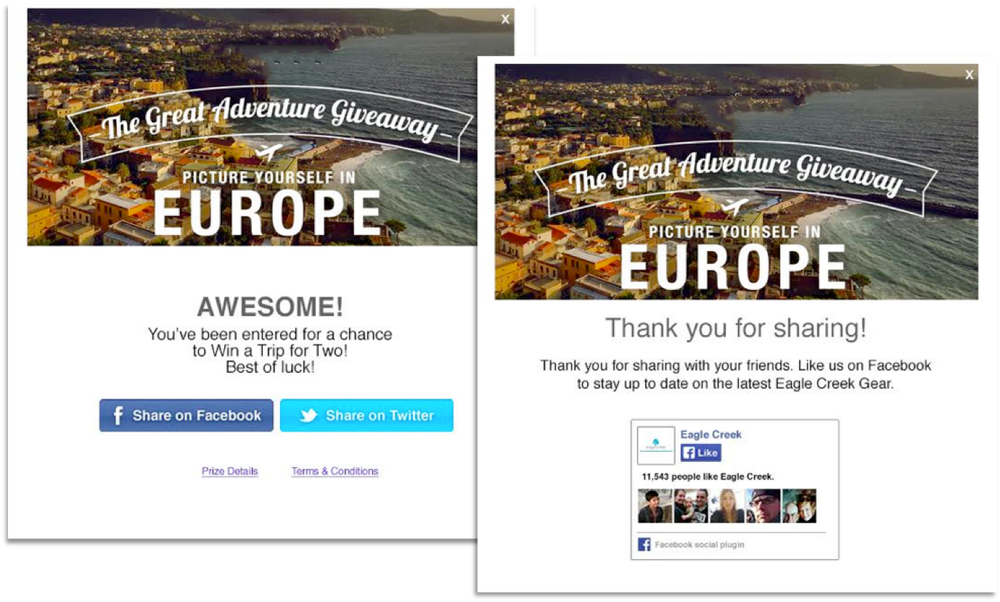 X
The Great Adventure Giveaway
PICTURE YOURSELF IN
EUROPE
AWESOME!
You've been entered for a chance
to Win a Trip for Two!
Best of luck!
f Share on Facebook
Share on Twitter
Prize Details
Terms & Conditions
X
The Great Adventure Giveaway
PICTURE YOURSELF IN
EUROPE
Thank you for sharing!
Thank you for sharing with your friends. Like us on Facebook
to stay up to date on the latest Eagle Creek Gear.
Eagle Creek
f Like
11,543 people like Eagle Creek.
f Facebook social plugin